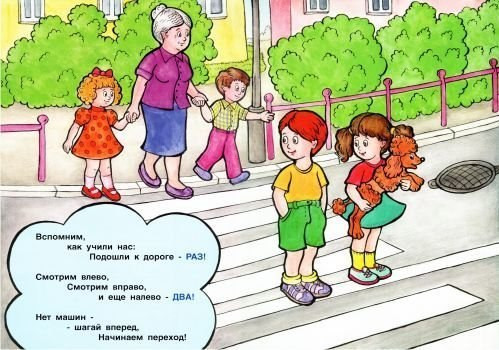 Вспомним,
как учили нас:
Подошли к дороге - РАЗ!
Смотрим влево,
Смотрим вправо,
и еще налево - ДВА!
Нет машин -
- шагай вперед,
Начинаем переход!